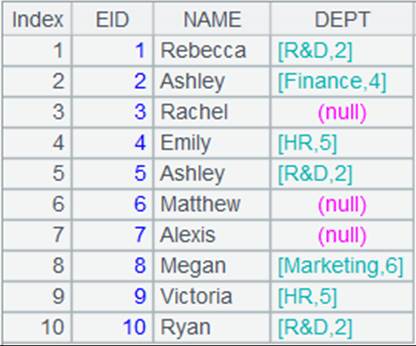 Index EID NAME DEPT
1 1 Rebecca [R&D,2]
2 2 Ashley [Finance,4]
3 3 Rachel (null)
4 4 Emily [HR,5]
5 5 Ashley [R&D,2]
6 6 Matthew (null)
7 7 Alexis (null)
8 8 Megan [Marketing,6]
9 9 Victoria [HR,5]
10 10 Ryan [R&D,2]